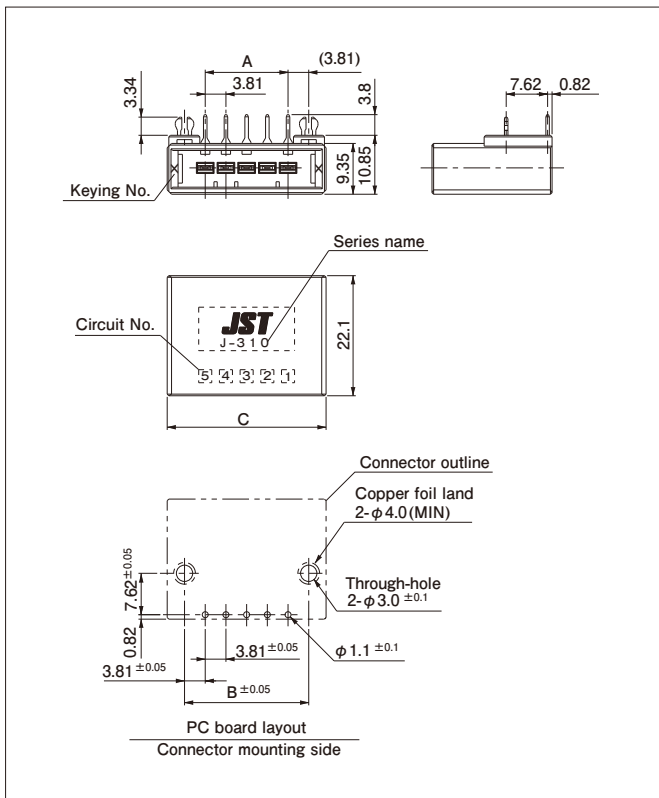 A
(3.81)
3.81
3.34
3.8
7.62
0.82
9.35
10.85
Keying No.
Series name
Circuit No.
JST
J-310
5 4 3 2 1
22.1
C
Connector outline
Copper foil land
2-φ4.0(MIN)
Through-hole
2-φ3.0 ±0.1
7.62±0.05
0.82
3.81±0.05
φ1.1 ±0.1
3.81±0.05
B±0.05
PC board layout
Connector mounting side